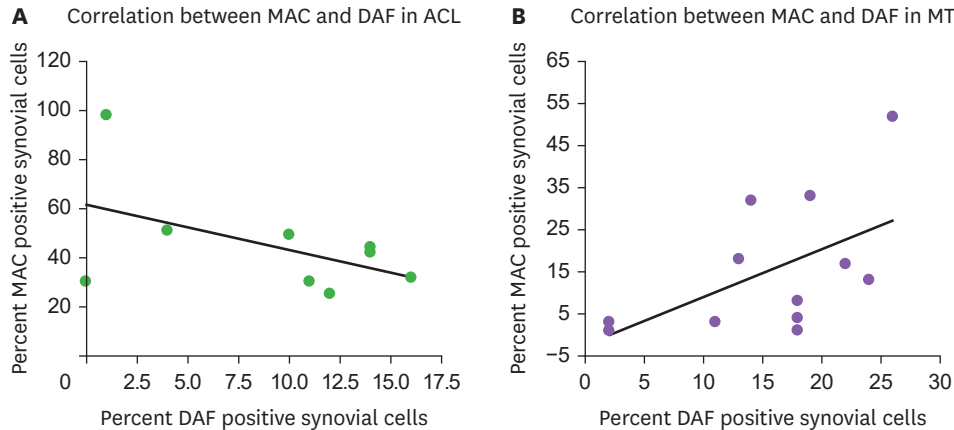 A Correlation between MAC and DAF in ACL
Percent MAC positive synovial cells
120
100
80
60
40
20
0 2.5 5.0 7.5 10.0 12.5 15.0 17.5
Percent DAF positive synovial cells
B Correlation between MAC and DAF in MT
Percent MAC positive synovial cells
65
55
45
35
25
15
5
−5
0 5 10 15 20 25 30
Percent DAF positive synovial cells